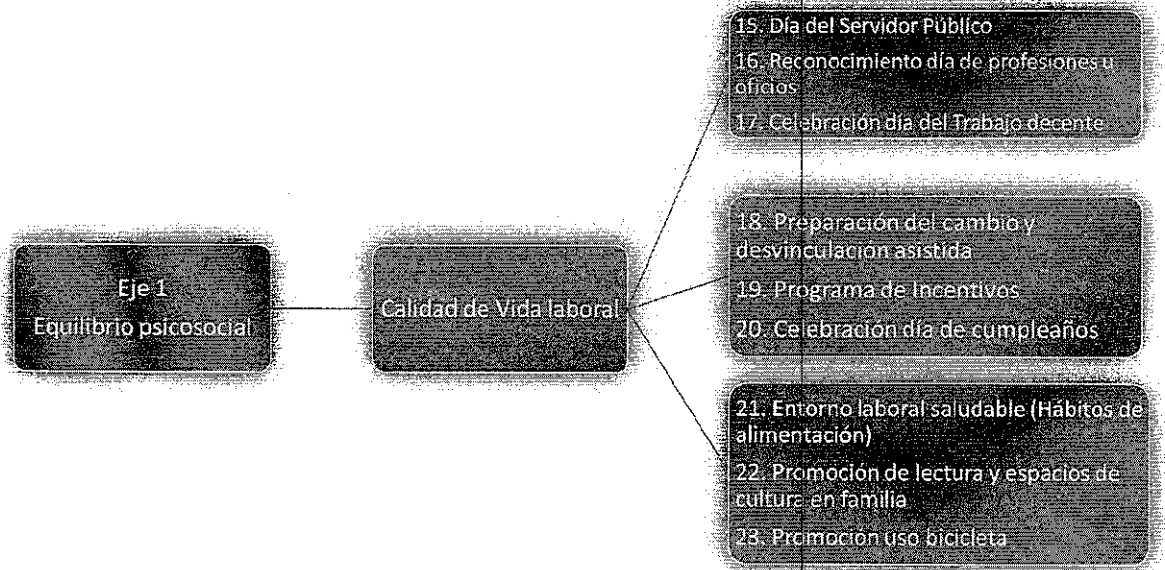 Eje 1
Equilibrio psicosocial
Calidad de Vida laboral
15. Día del Servidor Público
16. Reconocimiento día de profesiones u
oficios
17. Celebración día del Trabajo decente
18. Preparación del cambio y
desvinculación asistida
19. Programa de Incentivos
20. Celebración día de cumpleaños
21. Entorno laboral saludable (Hábitos de
alimentación)
22. Promoción de lectura y espacios de
cultura en familia
23. Promoción uso bicicleta